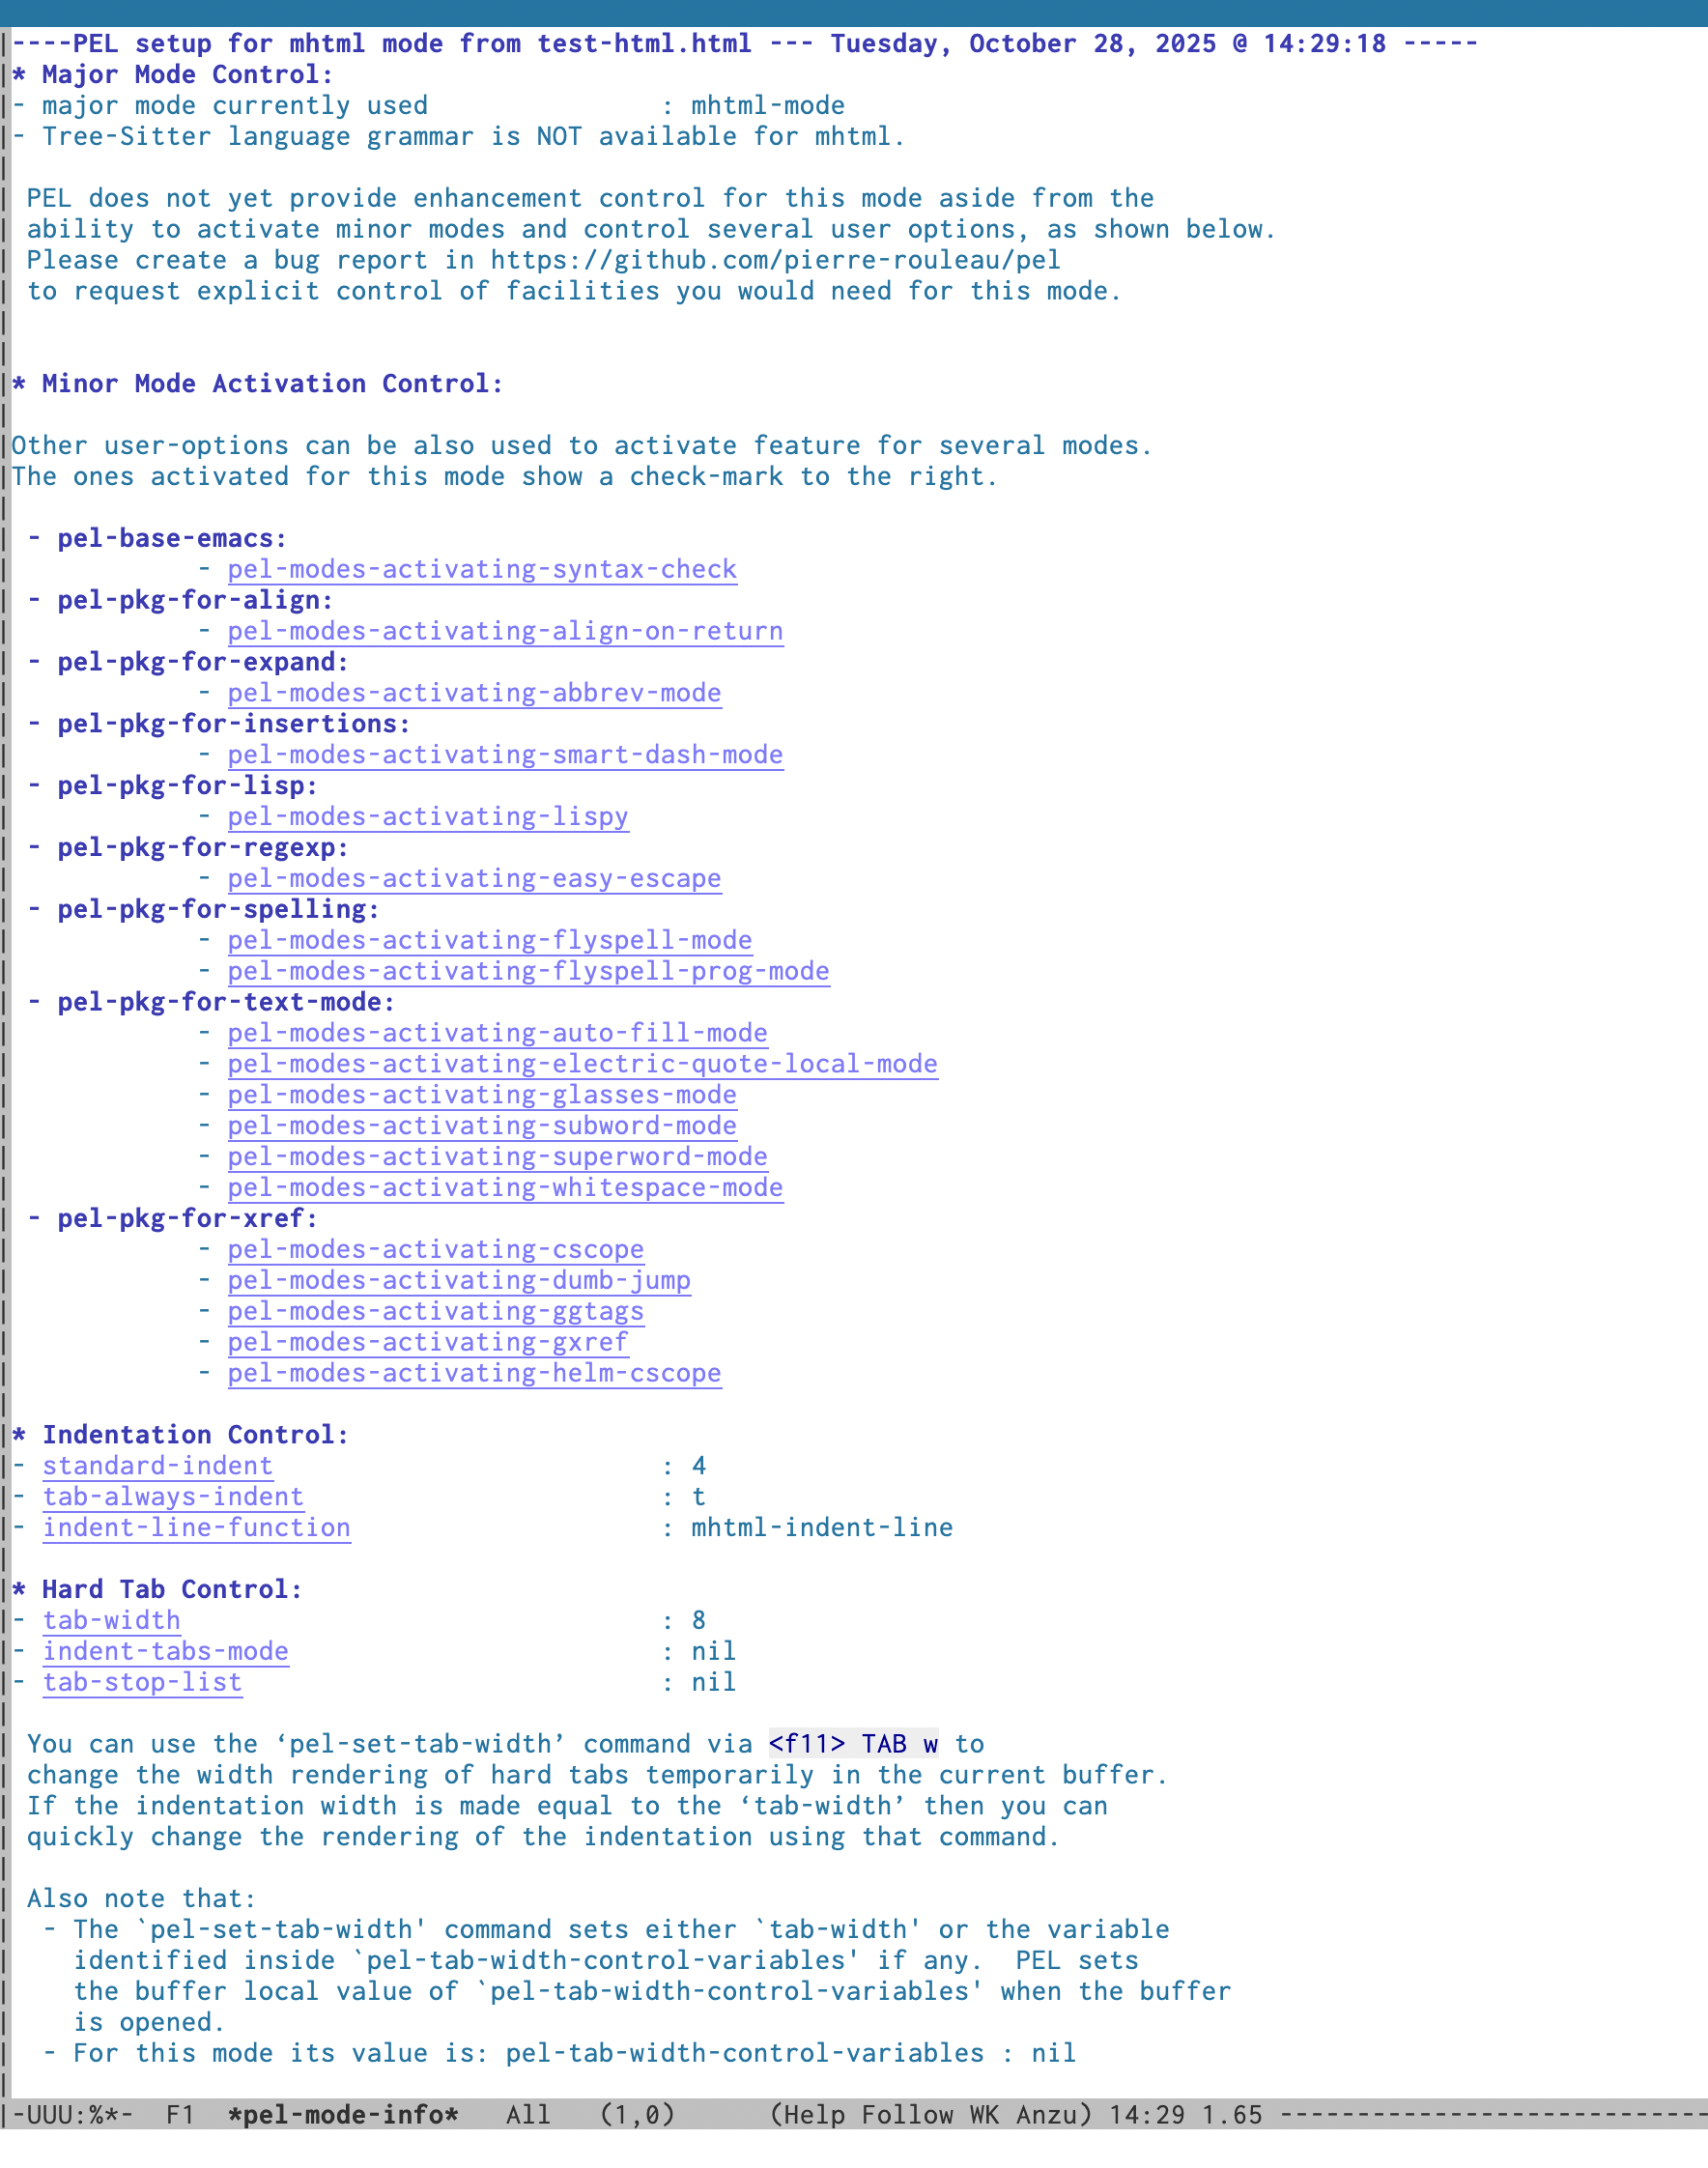 ----PEL setup for mhtml mode from test-html.html --- Tuesday, October 28, 2025 @ 14:29:18 -----
* Major Mode Control:
- major mode currently used               : mhtml-mode
- Tree-Sitter language grammar is NOT available for mhtml.
PEL does not yet provide enhancement control for this mode aside from the
ability to activate minor modes and control several user options, as shown below.
Please create a bug report in https://github.com/pierre-rouleau/pel
to request explicit control of facilities you would need for this mode.
* Minor Mode Activation Control:
Other user-options can be also used to activate feature for several modes.
The ones activated for this mode show a check-mark to the right.
- pel-base-emacs:
- pel-modes-activating-syntax-check
- pel-pkg-for-align:
- pel-modes-activating-align-on-return
- pel-pkg-for-expand:
- pel-modes-activating-abbrev-mode
- pel-pkg-for-insertions:
- pel-modes-activating-smart-dash-mode
- pel-pkg-for-lisp:
- pel-modes-activating-lispy
- pel-pkg-for-regexp:
- pel-modes-activating-easy-escape
- pel-pkg-for-spelling:
- pel-modes-activating-flyspell-mode
- pel-modes-activating-flyspell-prog-mode
- pel-pkg-for-text-mode:
- pel-modes-activating-auto-fill-mode
- pel-modes-activating-electric-quote-local-mode
- pel-modes-activating-glasses-mode
- pel-modes-activating-subword-mode
- pel-modes-activating-superword-mode
- pel-modes-activating-whitespace-mode
- pel-pkg-for-xref:
- pel-modes-activating-cscope
- pel-modes-activating-dumb-jump
- pel-modes-activating-ggtags
- pel-modes-activating-gxref
- pel-modes-activating-helm-cscope
* Indentation Control:
- standard-indent                         : 4
- tab-always-indent                       : t
- indent-line-function                    : mhtml-indent-line
* Hard Tab Control:
- tab-width                               : 8
- indent-tabs-mode                        : nil
- tab-stop-list                           : nil
You can use the ‘pel-set-tab-width’ command via <f11> TAB w to
change the width rendering of hard tabs temporarily in the current buffer.
If the indentation width is made equal to the ‘tab-width’ then you can
quickly change the rendering of the indentation using that command.
Also note that:
- The `pel-set-tab-width' command sets either `tab-width' or the variable
identified inside `pel-tab-width-control-variables' if any.  PEL sets
the buffer local value of `pel-tab-width-control-variables' when the buffer
is opened.
- For this mode its value is: pel-tab-width-control-variables : nil
-UUU:%*-  F1  *pel-mode-info*   All   (1,0)      (Help Follow WK Anzu) 14:29 1.65 ----------------------------